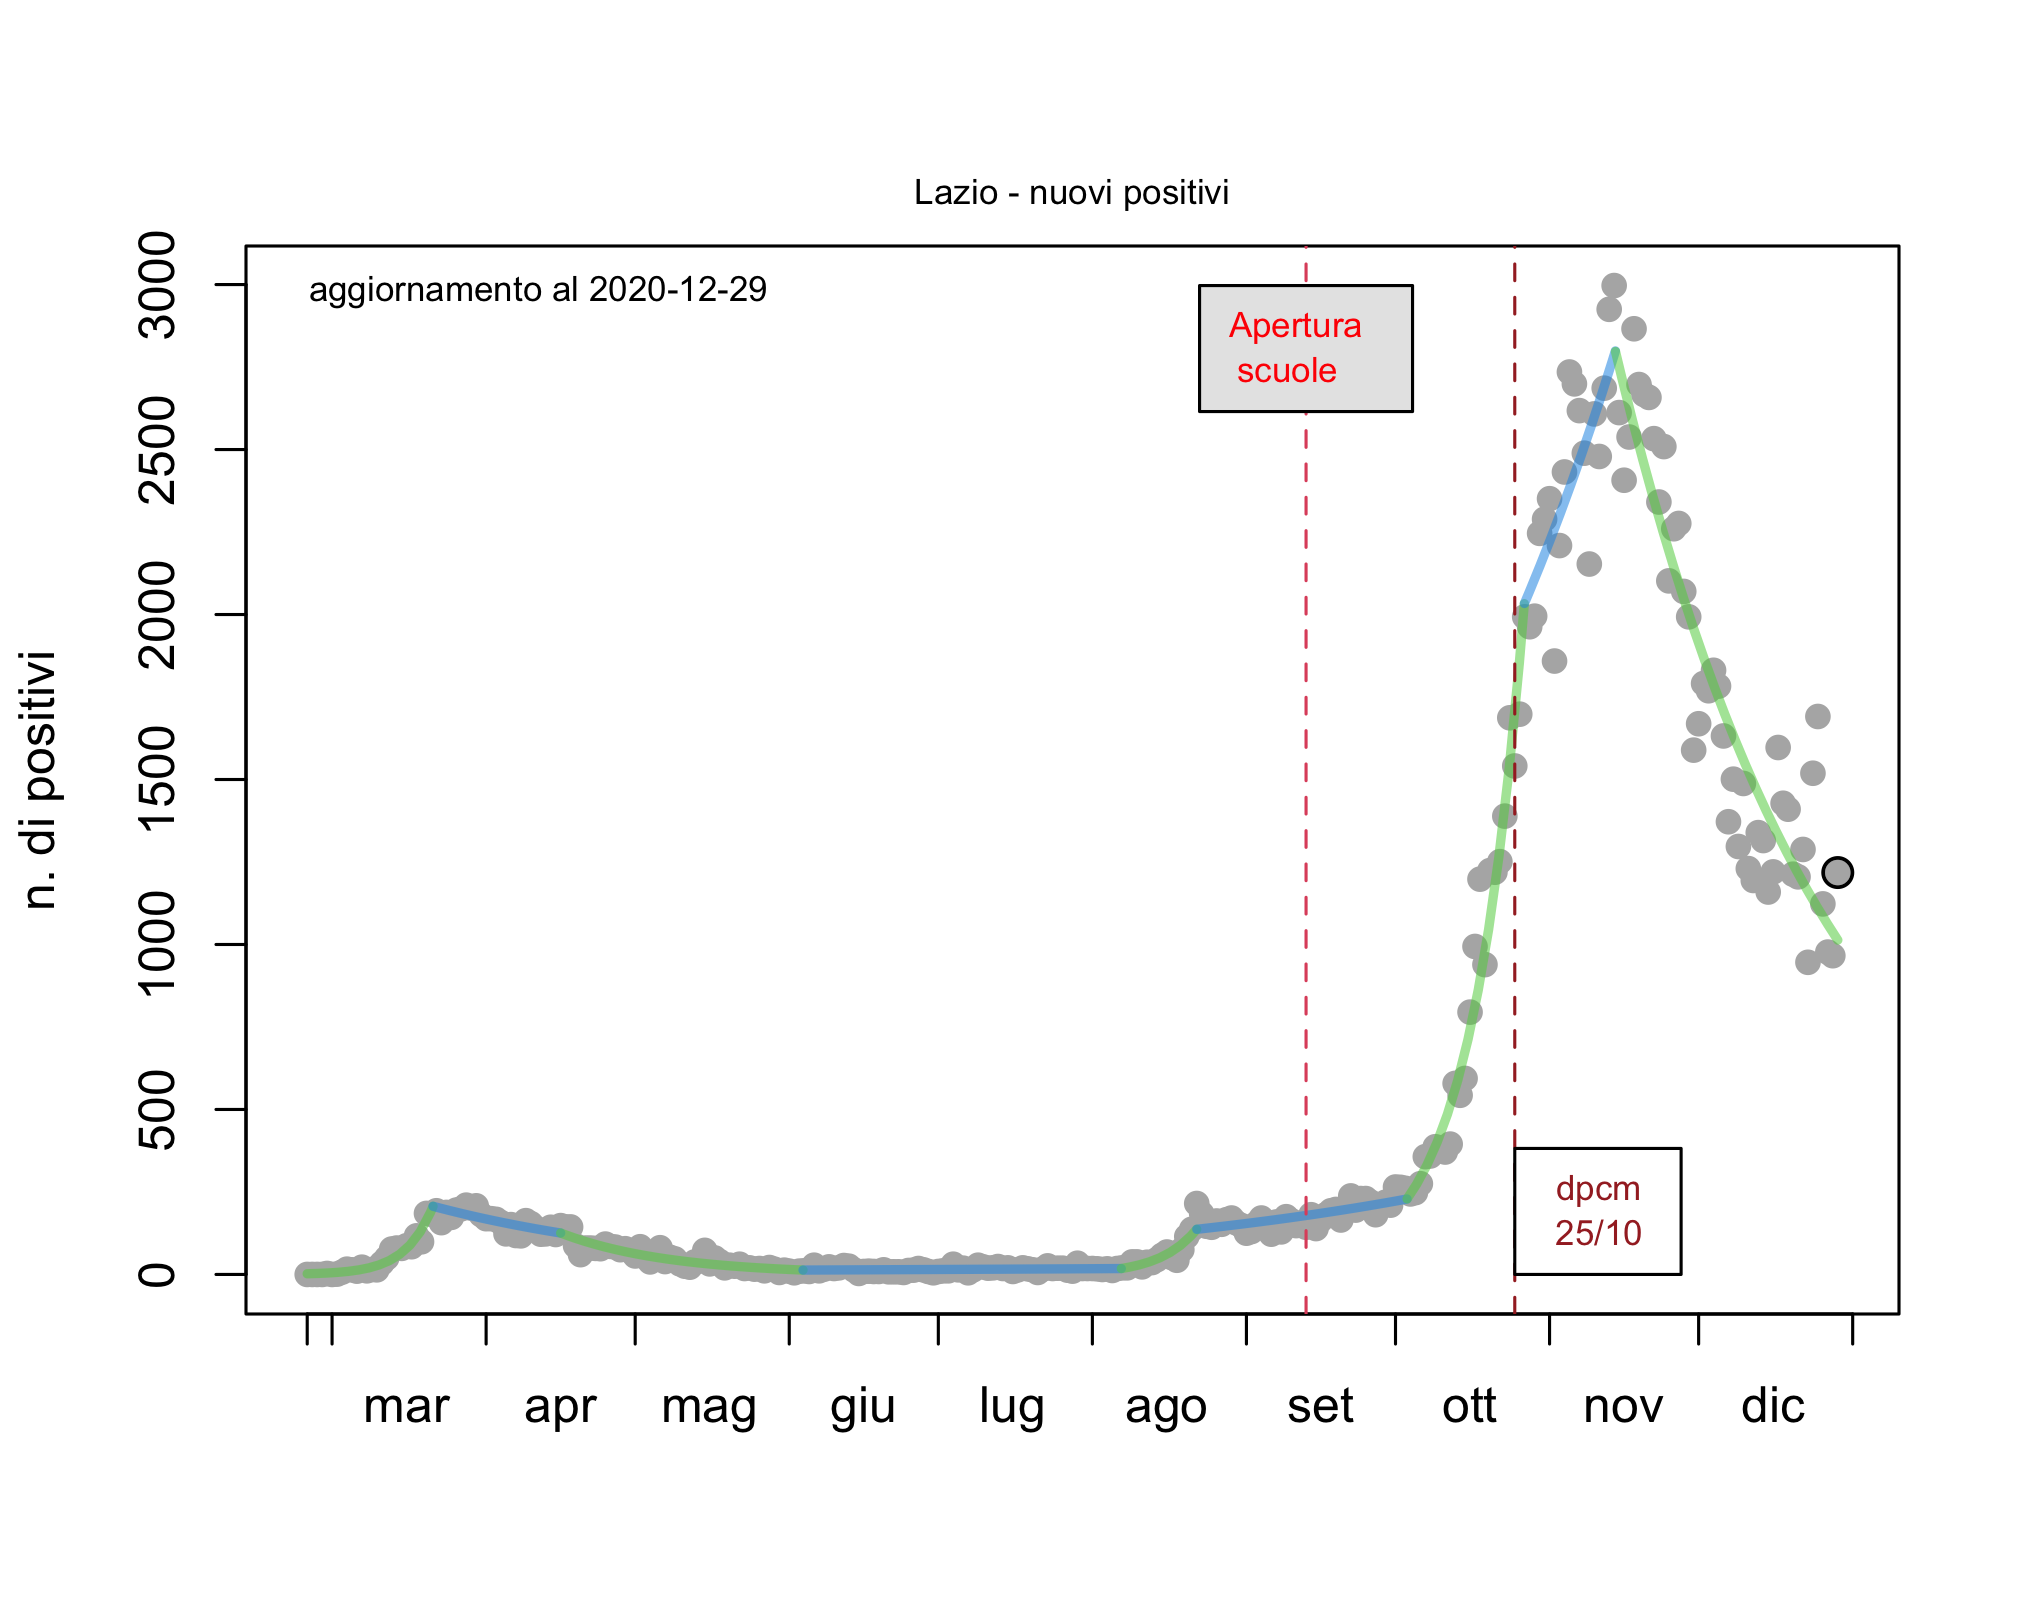 Lazio - nuovi positivi
aggiornamento al 2020-12-29
Apertura
scuole
dpcm
25/10
n. di positivi
3000
2500
2000
1500
1000
500
0
mar apr mag giu lug ago set ott nov dic